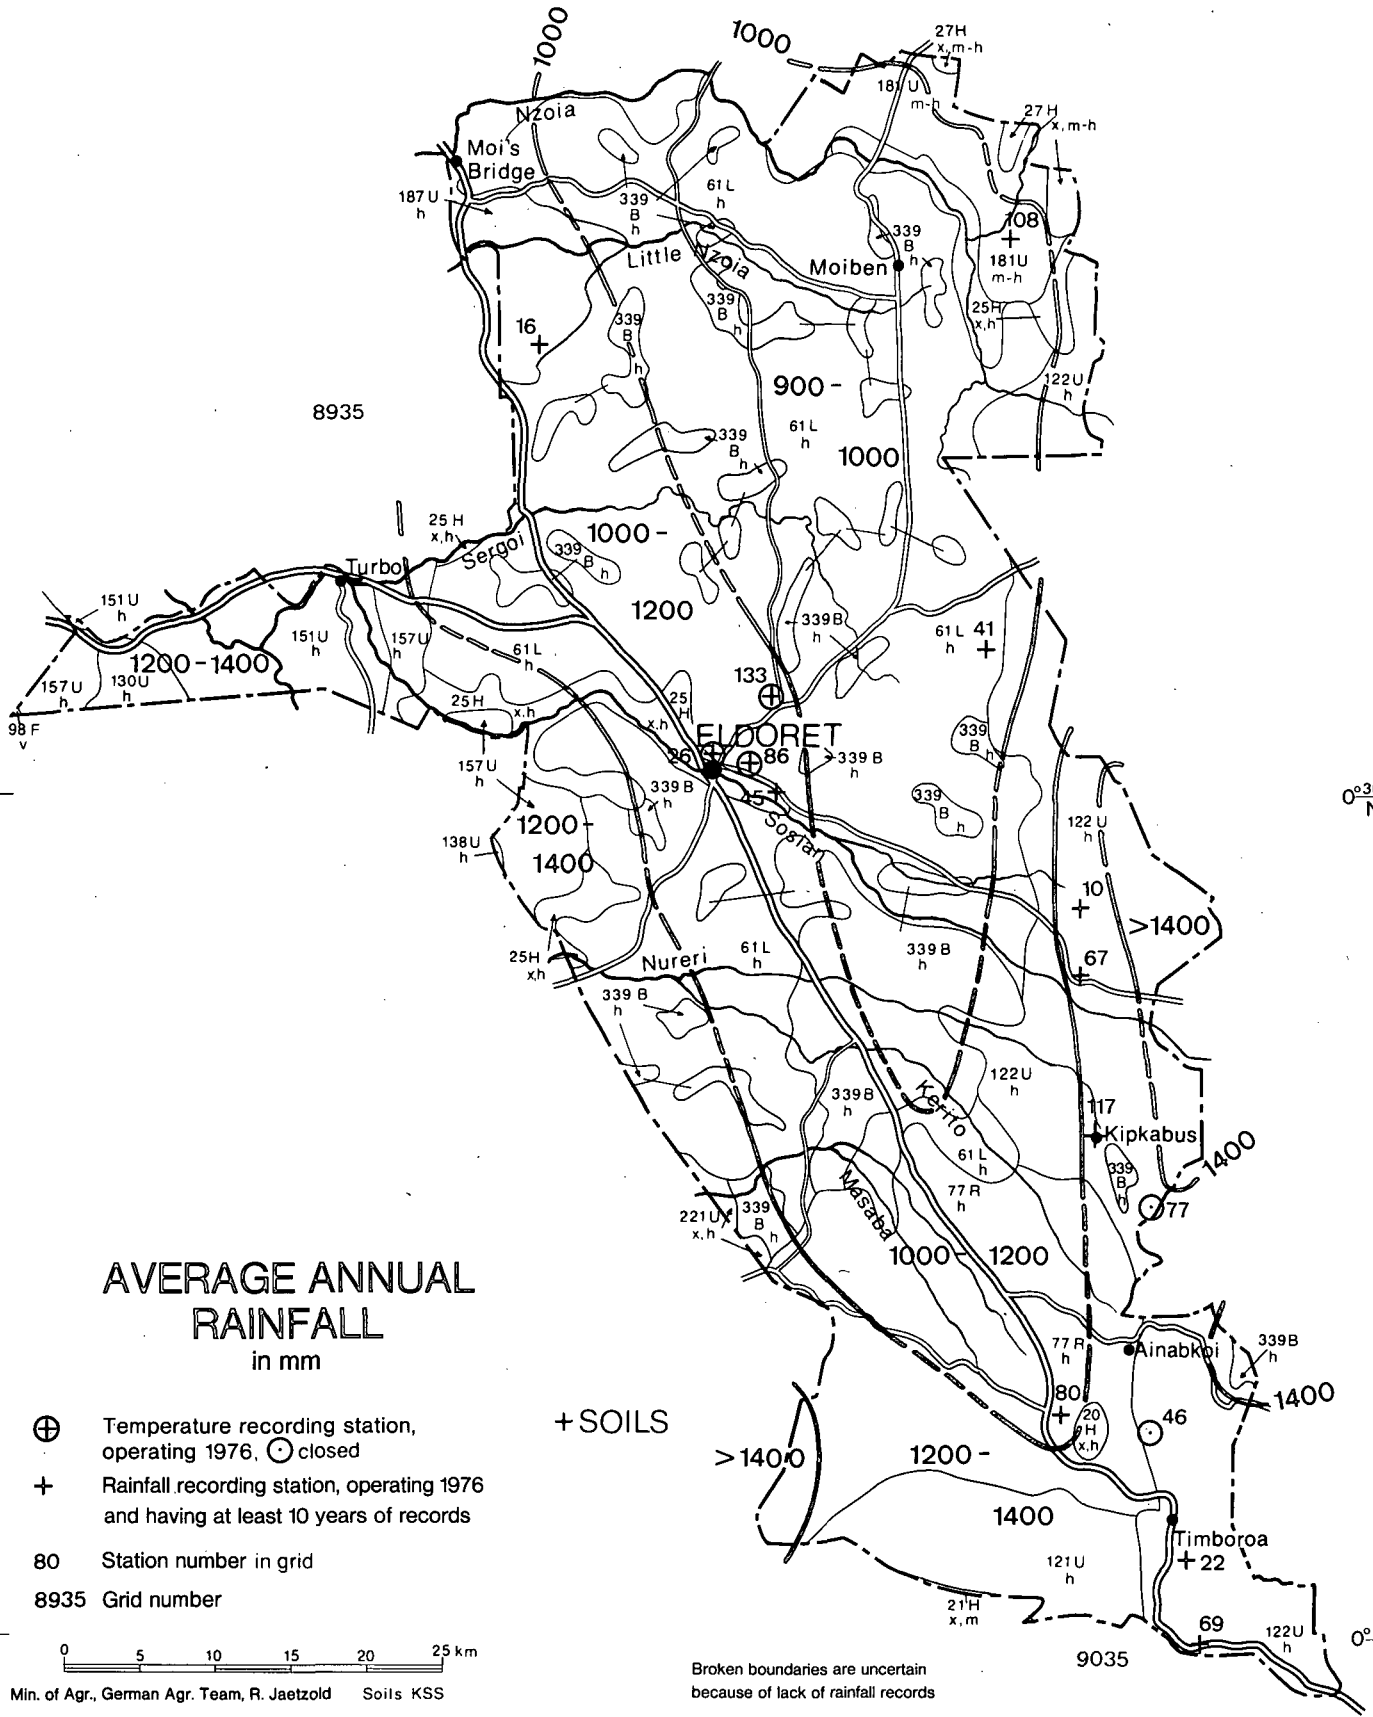 1000
1000
27H
x,m-h
181U
m-h
27H
x,m-h
Nzoia
Moi's
Bridge
187U
h
339
B
h
61L
h
339
B
h
108
181U
m-h
Little Nzoia
Moiben
339
B
h
25H
x,h
16
339
B
h
122U
h
900-
1000
61L
h
8935
339
B
h
25H
x,h
Sergoi
339
B
h
1000-
1200
Turbo
151U
h
151U
h
157U
h
61L
h
339B
h
61L
h
41
1200-1400
157U
h
130U
h
98F
v
25H
x,h
25
H
x,h
133
ELDORET
26
86
45
339B
h
339
B
h
157U
h
339B
h
339
B
h
122U
h
0°3
N
1200-
1400
138U
h
Sosian
10
>1400
67
25H
x,h
Nureri
61L
h
339B
h
339B
h
122U
h
339B
h
Kerito
117
Kipkabus
61L
h
339
B
h
1400
77
77R
h
Masaba
221U
x,h
339
B
h
1000-1200
AVERAGE ANNUAL
RAINFALL
in mm
77R
h
Ainabkoi
339B
h
1400
Temperature recording station,
operating 1976, closed
+SOILS
80
20
H
x,h
46
>1400
1200-
1400
Rainfall recording station, operating 1976
and having at least 10 years of records
Timboroa
22
80 Station number in grid
121U
h
8935 Grid number
21H
x,m
69
122U
h
0°
9035
0 5 10 15 20 25 km
Min. of Agr., German Agr. Team, R. Jaetzold Soils KSS
Broken boundaries are uncertain
because of lack of rainfall records